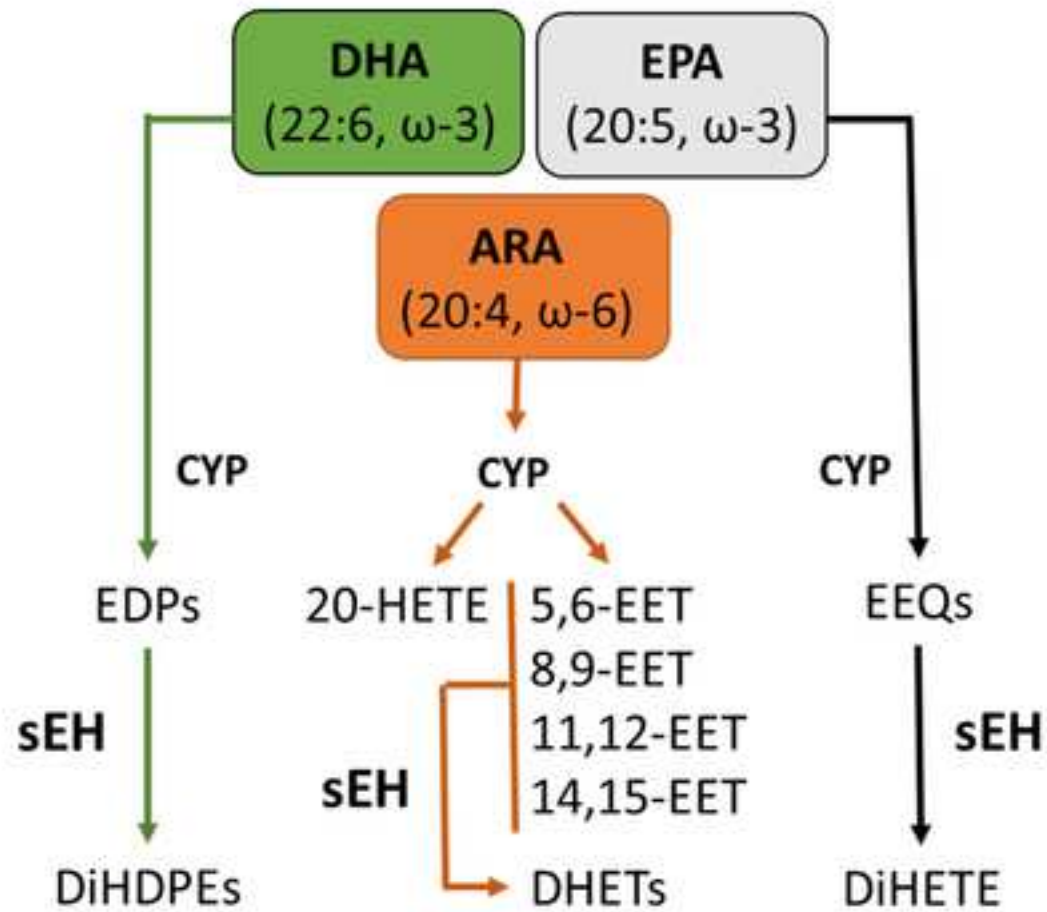 DHA
(22:6, ω-3)
EPA
(20:5, ω-3)
ARA
(20:4, ω-6)
CYP
CYP
CYP
EDPs
20-HETE
5,6-EET
8,9-EET
11,12-EET
14,15-EET
EEQs
sEH
sEH
sEH
DiHDPEs
DHETs
DiHETE